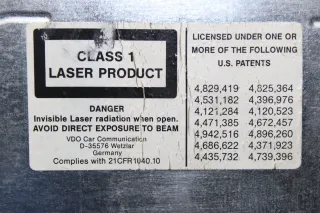 CLASS 1
LASER PRODUCT
DANGER
Invisible Laser radiation when open.
AVOID DIRECT EXPOSURE TO BEAM
VDO Car Communication
D-35576 Wetzlar
Germany
Complies with 21CFR1040.10
LICENSED UNDER ONE OR
MORE OF THE FOLLOWING
U.S. PATENTS
4,829,419 4,825,364
4,531,182 4,396,976
4,121,284 4,120,523
4,471,385 4,672,457
4,942,516 4,896,260
4,686,622 4,371,923
4,435,732 4,739,396